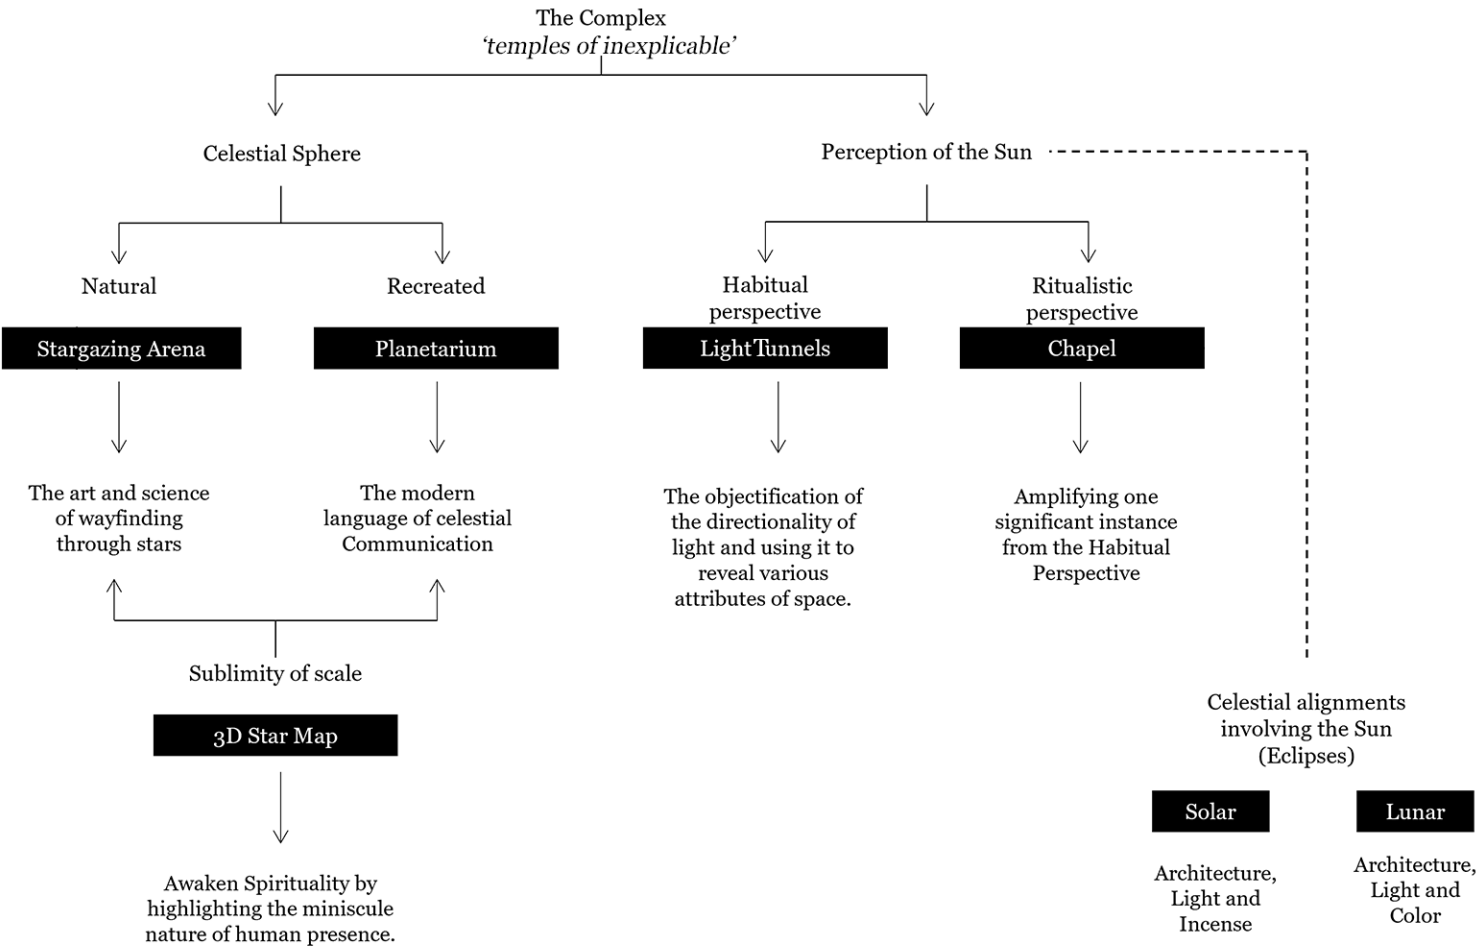 The Complex
‘temples of inexplicable’
Celestial Sphere
Perception of the Sun
Natural
Recreated
Habitual
perspective
Ritualistic
perspective
Stargazing Arena
Planetarium
Light Tunnels
Chapel
The art and science
of wayfinding
through stars
The modern
language of celestial
Communication
The objectification of
the directionality of
light and using it to
reveal various
attributes of space.
Amplifying one
significant instance
from the Habitual
Perspective
Sublimity of scale
3D Star Map
Awaken Spirituality by
highlighting the miniscule
nature of human presence.
Celestial alignments
involving the Sun
(Eclipses)
Solar
Lunar
Architecture,
Light and
Incense
Architecture,
Light and
Color